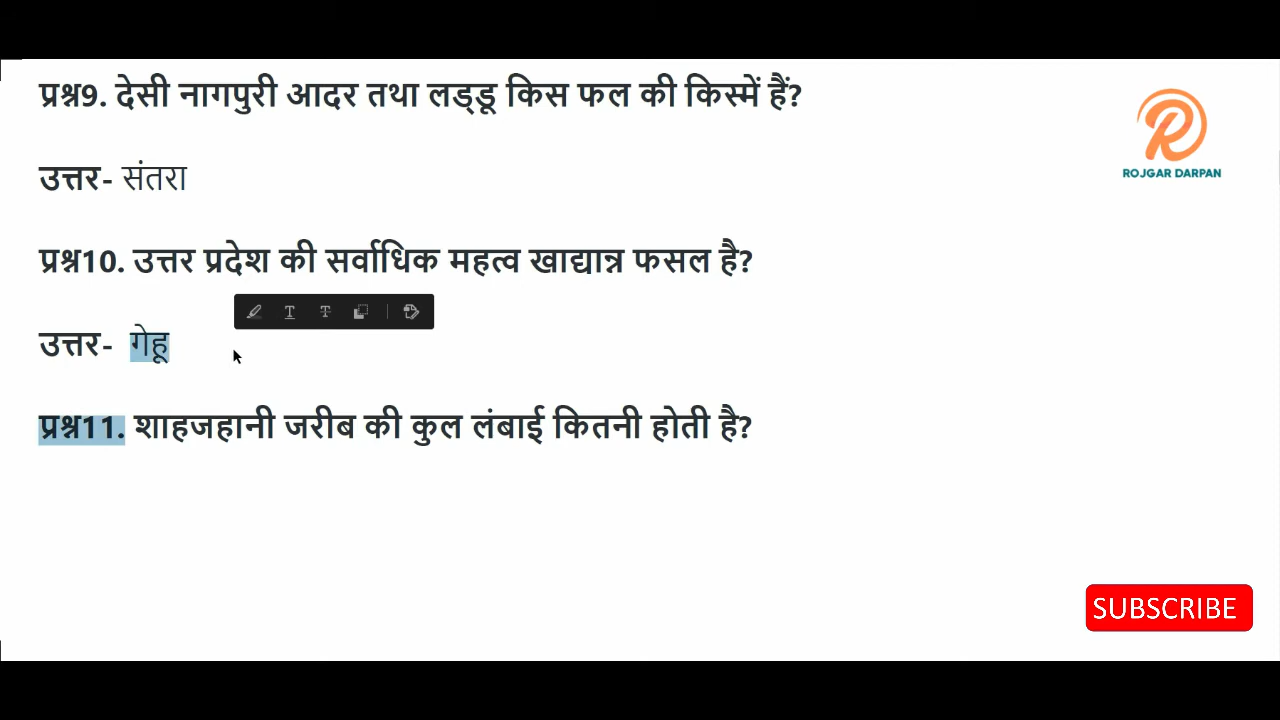 प्रश्न9. देसी नागपुरी आदर तथा लड्डू किस फल की किस्में हैं?
ROJGAR DARPAN
उत्तर- संतरा
प्रश्न10. उत्तर प्रदेश की सर्वाधिक महत्व खाद्यान्न फसल है?
उत्तर- गेहू
प्रश्न11. शाहजहानी जरीब की कुल लंबाई कितनी होती है?
SUBSCRIBE